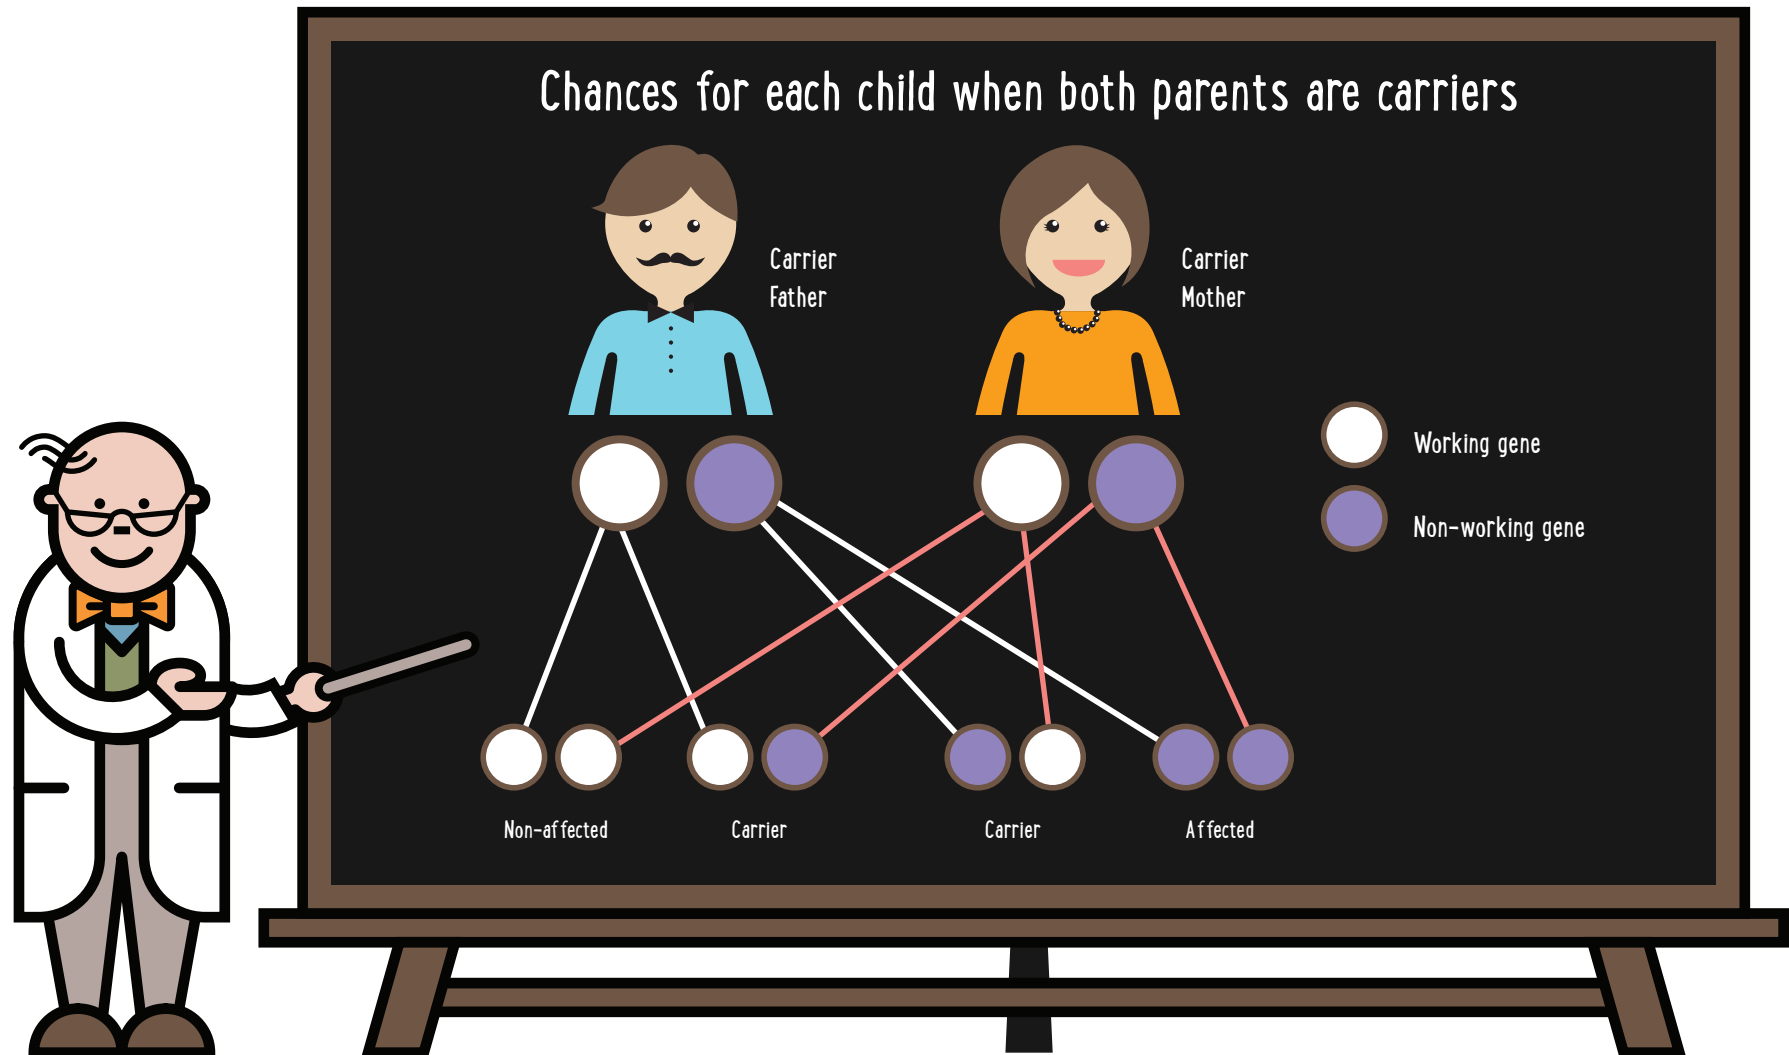 Chances for each child when both parents are carriers
Carrier
Father
Carrier
Mother
Working gene
Non-working gene
Non-affected
Carrier
Carrier
Affected